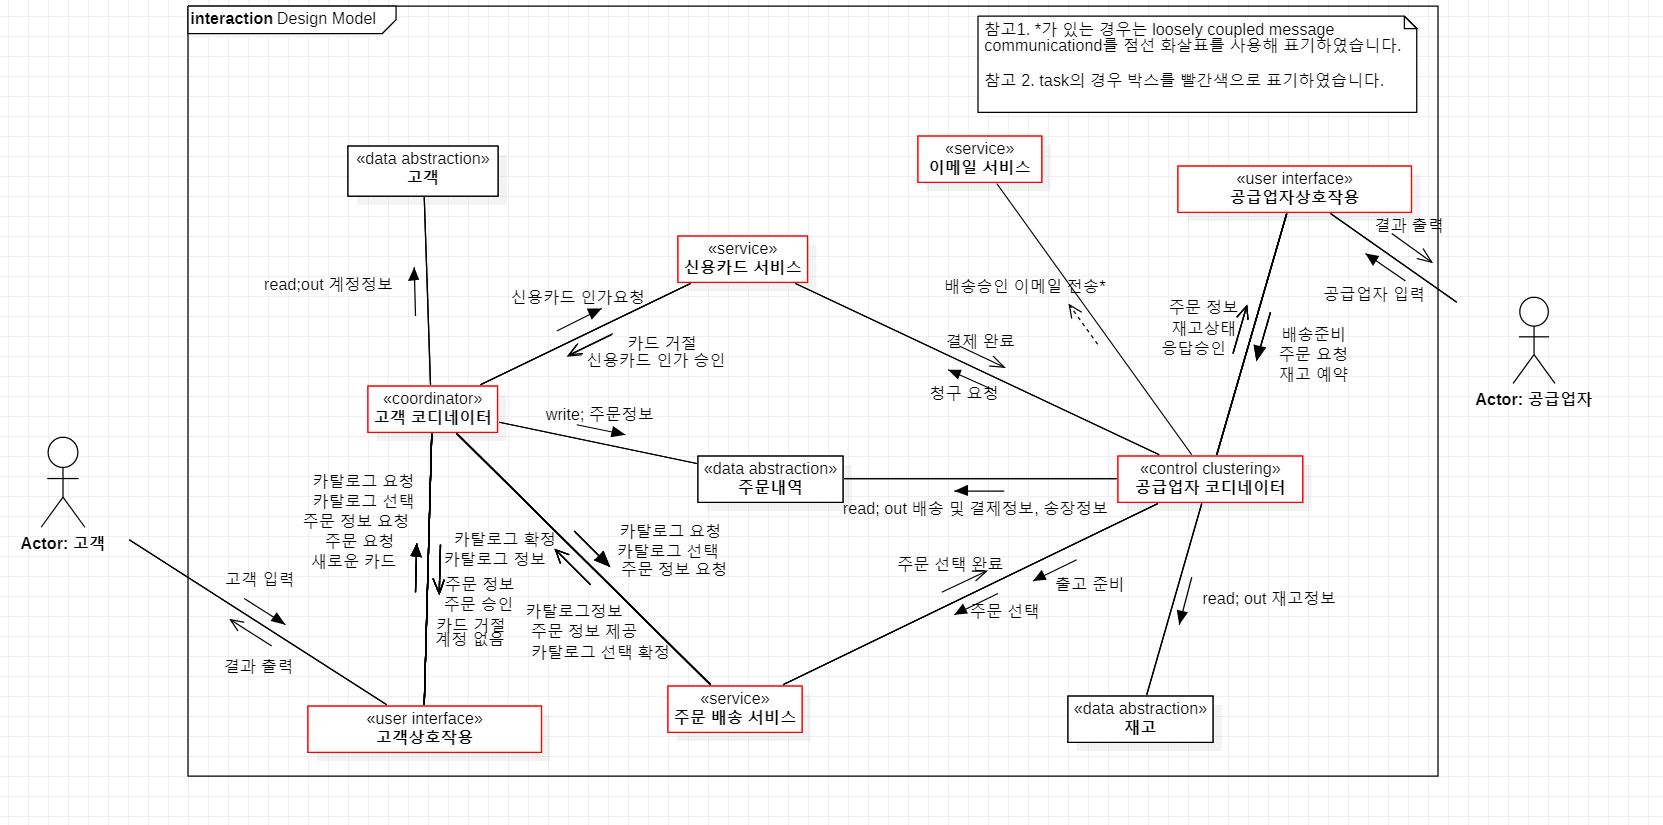 interaction Design Model
참고1. *가 있는 경우는 loosely coupled message
communicationd를 점선 화살표를 사용해 표기하였습니다.
참고 2. task의 경우 박스를 빨간색으로 표기하였습니다.
«data abstraction»
고객
«service»
이메일 서비스
«user interface»
공급업자상호작용
결과 출력
공급업자 입력
Actor: 공급업자
«service»
신용카드 서비스
read;out 계정정보
신용카드 인가요청
카드 거절
신용카드 인가 승인
배송승인 이메일 전송*
결제 완료
청구 요청
주문 정보
재고상태
응답승인
배송준비
주문 요청
재고 예약
«coordinator»
고객 코디네이터
write; 주문정보
«data abstraction»
주문내역
«control clustering»
공급업자 코디네이터
read; out 배송 및 결제정보, 송장정보
Actor: 고객
카탈로그 요청
카탈로그 선택
주문 정보 요청
주문 요청
새로운 카드
카탈로그 확정
카탈로그 정보
주문 정보
주문 승인
카드 거절
계정 없음
카탈로그 요청
카탈로그 선택
주문 정보 요청
카탈로그정보
주문 정보 제공
카탈로그 선택 확정
주문 선택 완료
출고 준비
주문 선택
read; out 재고정보
고객 입력
결과 출력
«user interface»
고객상호작용
«service»
주문 배송 서비스
«data abstraction»
재고